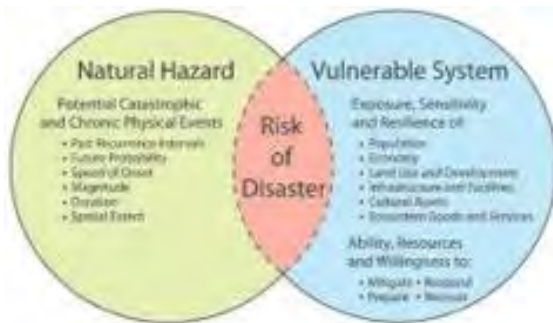 Natural Hazard
Potential Catastrophic
and Chronic Physical Events
• Past Recurrence Intervals
• Future Probability
• Speed of Onset
• Magnitude
• Duration
• Spatial Extent
Risk
of
Disaster
Vulnerable System
Exposure, Sensitivity
and Resilience of:
• Population
• Economy
• Land Use and Development
• Infrastructure and Facilities
• Cultural Assets
• Ecosystem Goods and Services
Ability, Resources
and Willingness to:
• Mitigate • Respond
• Prepare • Recover